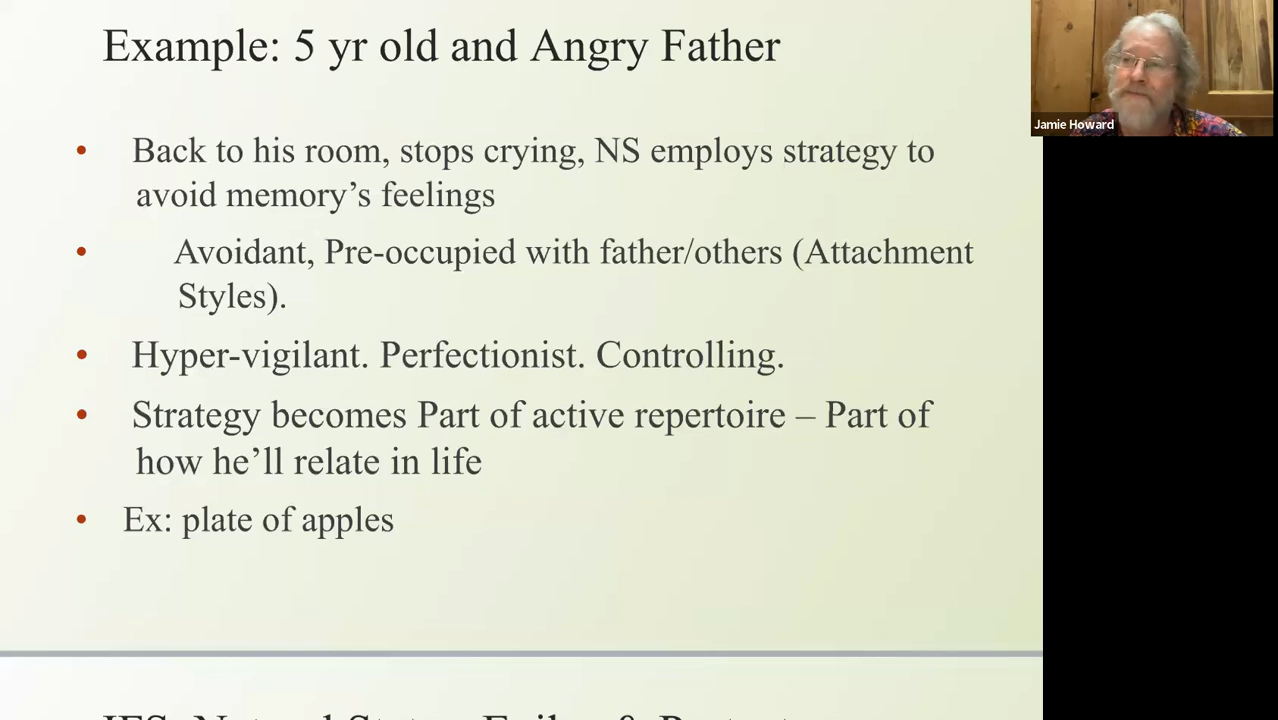 Example: 5 yr old and Angry Father
Jamie Howard
• Back to his room, stops crying, NS employs strategy to
avoid memory’s feelings
• Avoidant, Pre-occupied with father/others (Attachment
Styles).
• Hyper-vigilant. Perfectionist. Controlling.
• Strategy becomes Part of active repertoire – Part of
how he’ll relate in life
• Ex: plate of apples